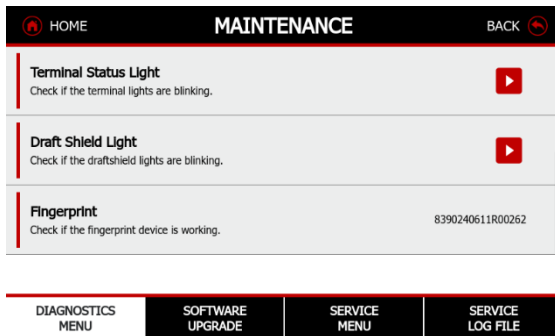 HOME MAINTENANCE BACK
Terminal Status Light
Check if the terminal lights are blinking.
Draft Shield Light
Check if the draftshield lights are blinking.
Fingerprint
Check if the fingerprint device is working.
8390240611R00262
DIAGNOSTICS MENU
SOFTWARE UPGRADE
SERVICE MENU
SERVICE LOG FILE